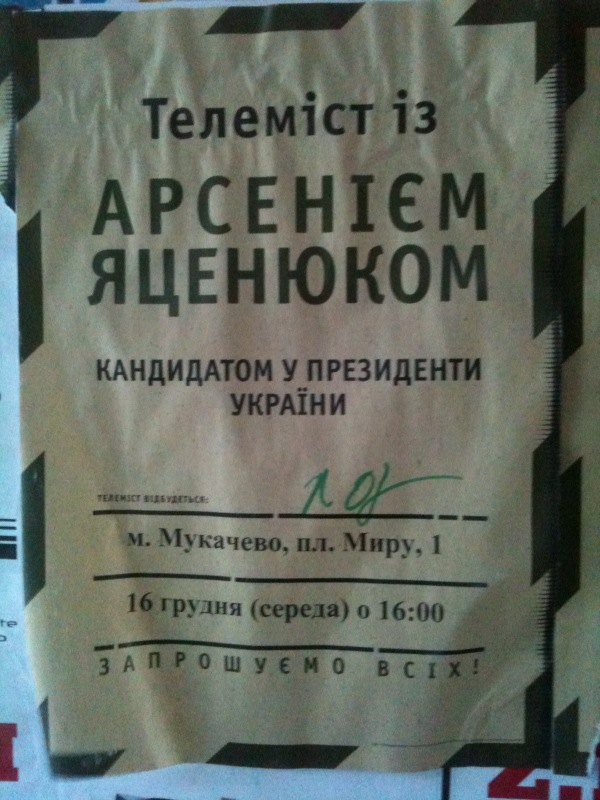 Телеміст із
АРСЕНІЄМ
ЯЦЕНЮКОМ
КАНДИДАТОМ У ПРЕЗИДЕНТИ
УКРАЇНИ
ТЕЛЕМІСТ ВІДБУДЕТЬСЯ:
м. Мукачево, пл. Миру, 1
16 грудня (середа) о 16:00
ЗАПРОШУЄМО ВСІХ!